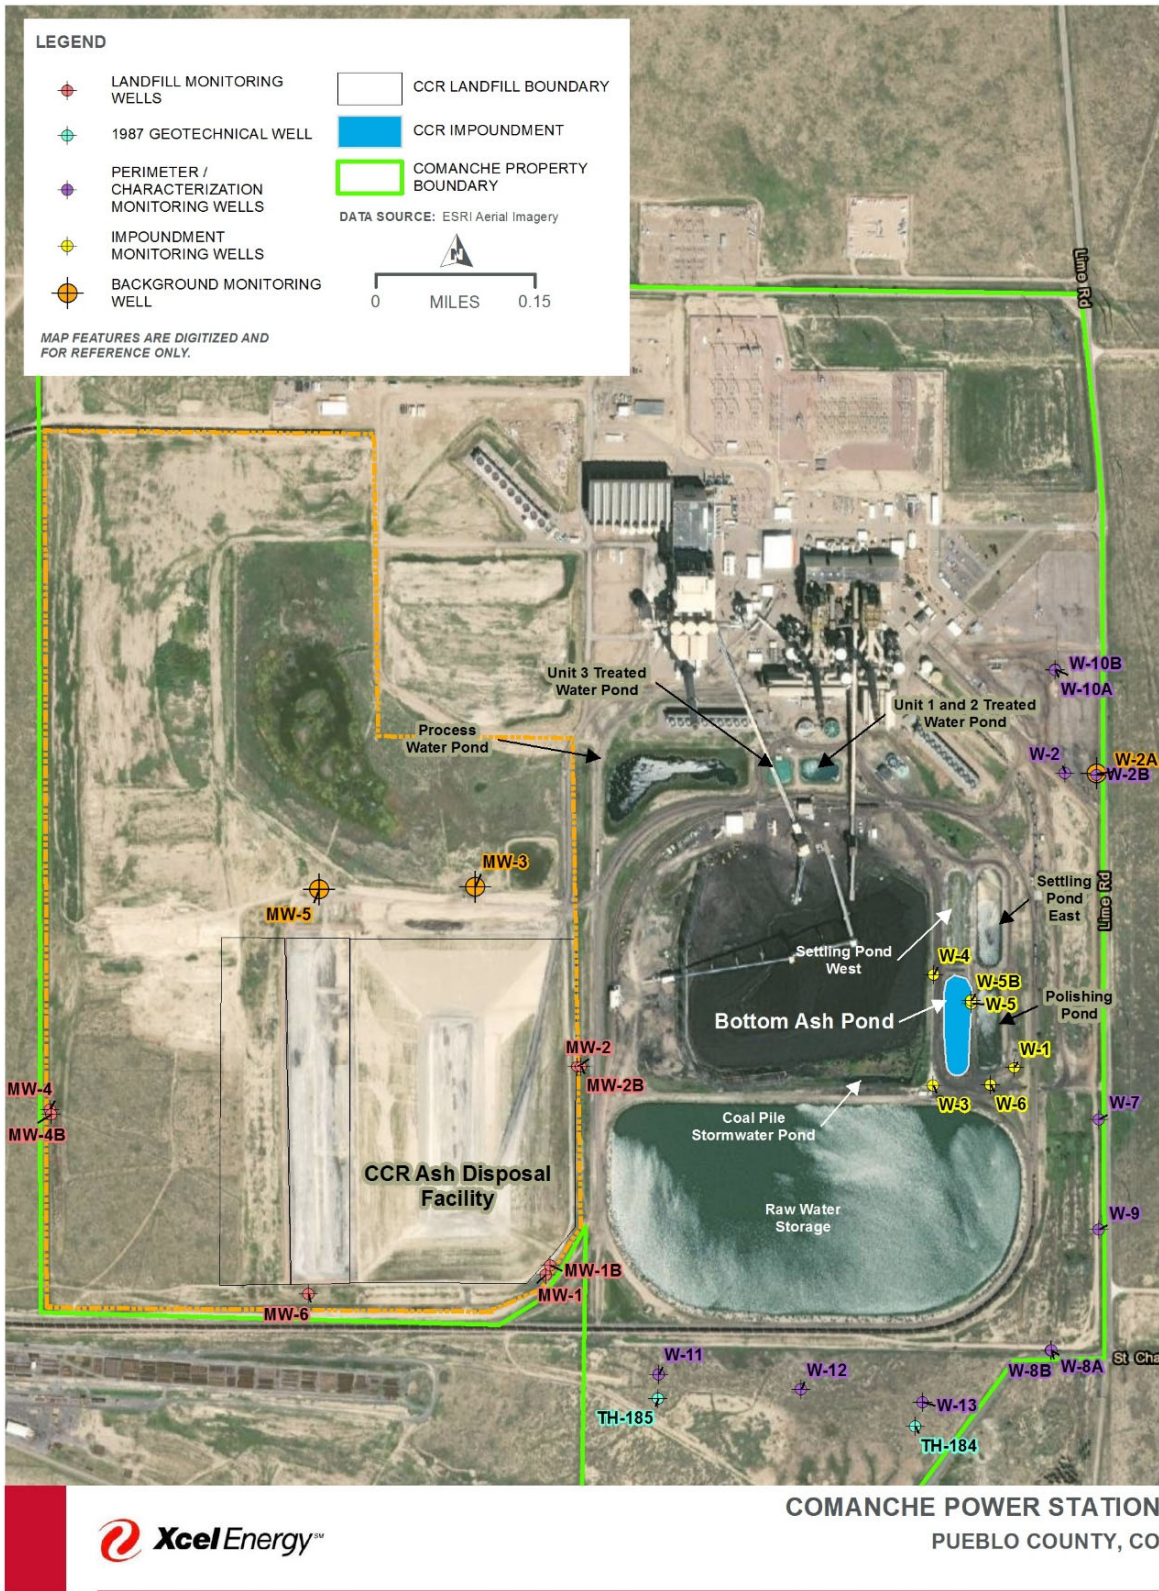 LEGEND
LANDFILL MONITORING
WELLS
1987 GEOTECHNICAL WELL
PERIMETER /
CHARACTERIZATION
MONITORING WELLS
IMPOUNDMENT
MONITORING WELLS
BACKGROUND MONITORING
WELL
CCR LANDFILL BOUNDARY
CCR IMPOUNDMENT
COMANCHE PROPERTY
BOUNDARY
DATA SOURCE: ESRI Aerial Imagery
N
0 MILES 0.15
MAP FEATURES ARE DIGITIZED AND
FOR REFERENCE ONLY.
Lime Rd
W-10B
W-10A
Unit 3 Treated
Water Pond
Unit 1 and 2 Treated
Water Pond
Process
Water Pond
W-2
W-2A
W-2B
MW-3
MW-5
Settling
Pond
East
Lime Rd
Settling Pond
West
W-4
W-5B
W-5
Polishing
Pond
Bottom Ash Pond
W-1
MW-2
MW-2B
MW-4
MW-4B
W-3
W-6
W-7
Coal Pile
Stormwater Pond
CCR Ash Disposal
Facility
Raw Water
Storage
W-9
MW-1B
MW-1
MW-6
W-11
W-12
W-8B
W-8A
St Cha
TH-185
W-13
TH-184
Xcel Energy℠
COMANCHE POWER STATION
PUEBLO COUNTY, CO